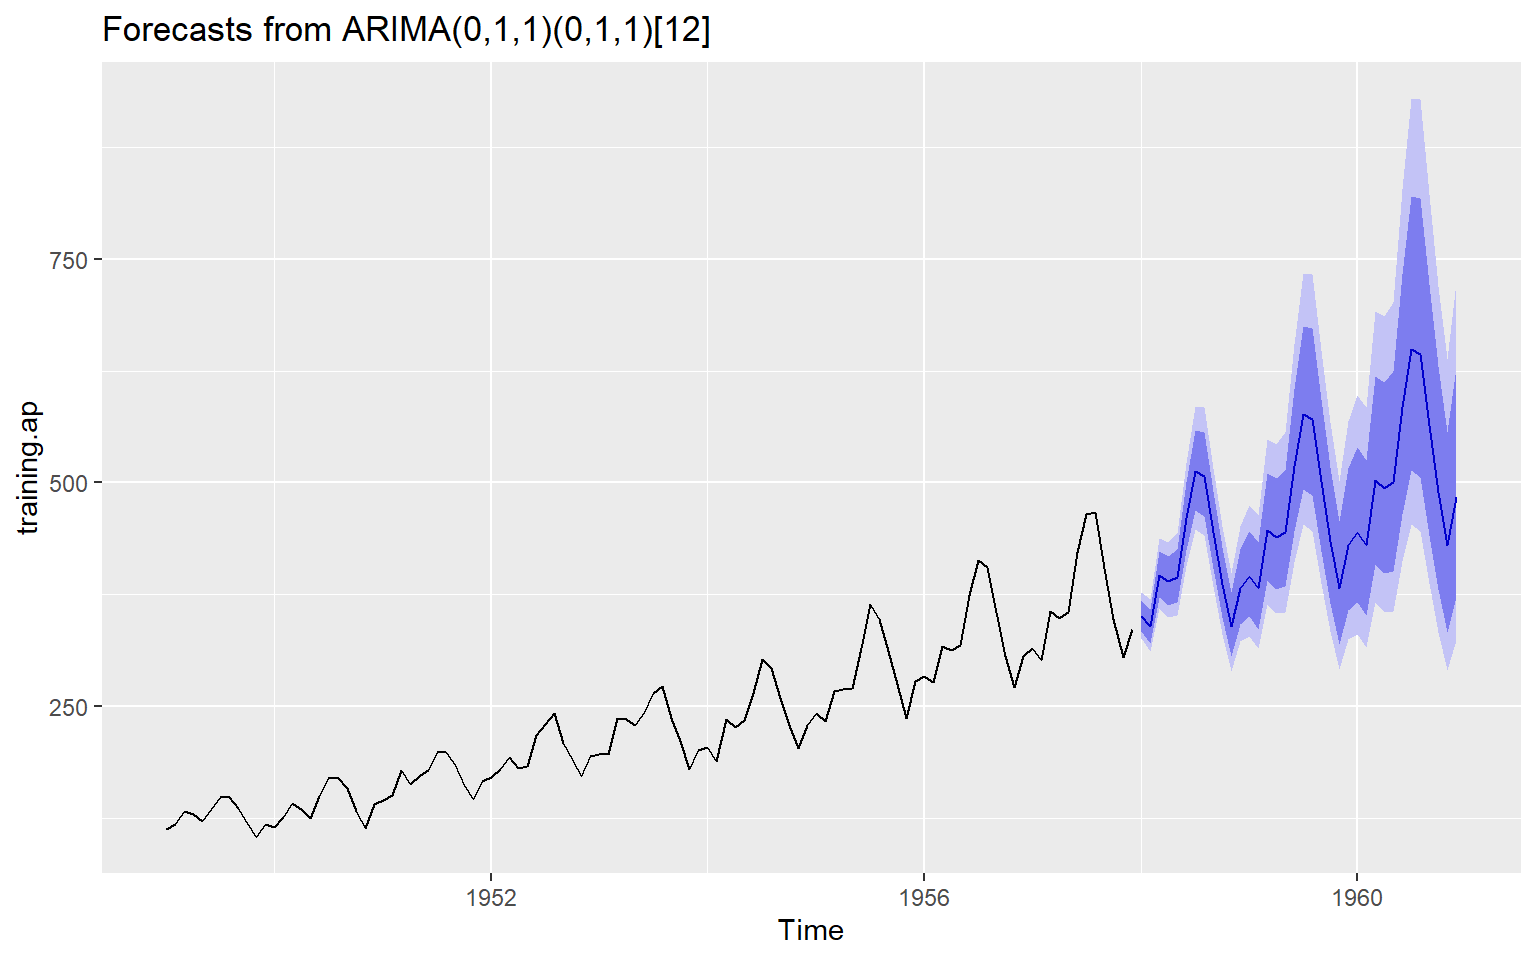 Forecasts from ARIMA(0,1,1)(0,1,1)[12]
training.ap
750
500
250
1952
1956
1960
Time